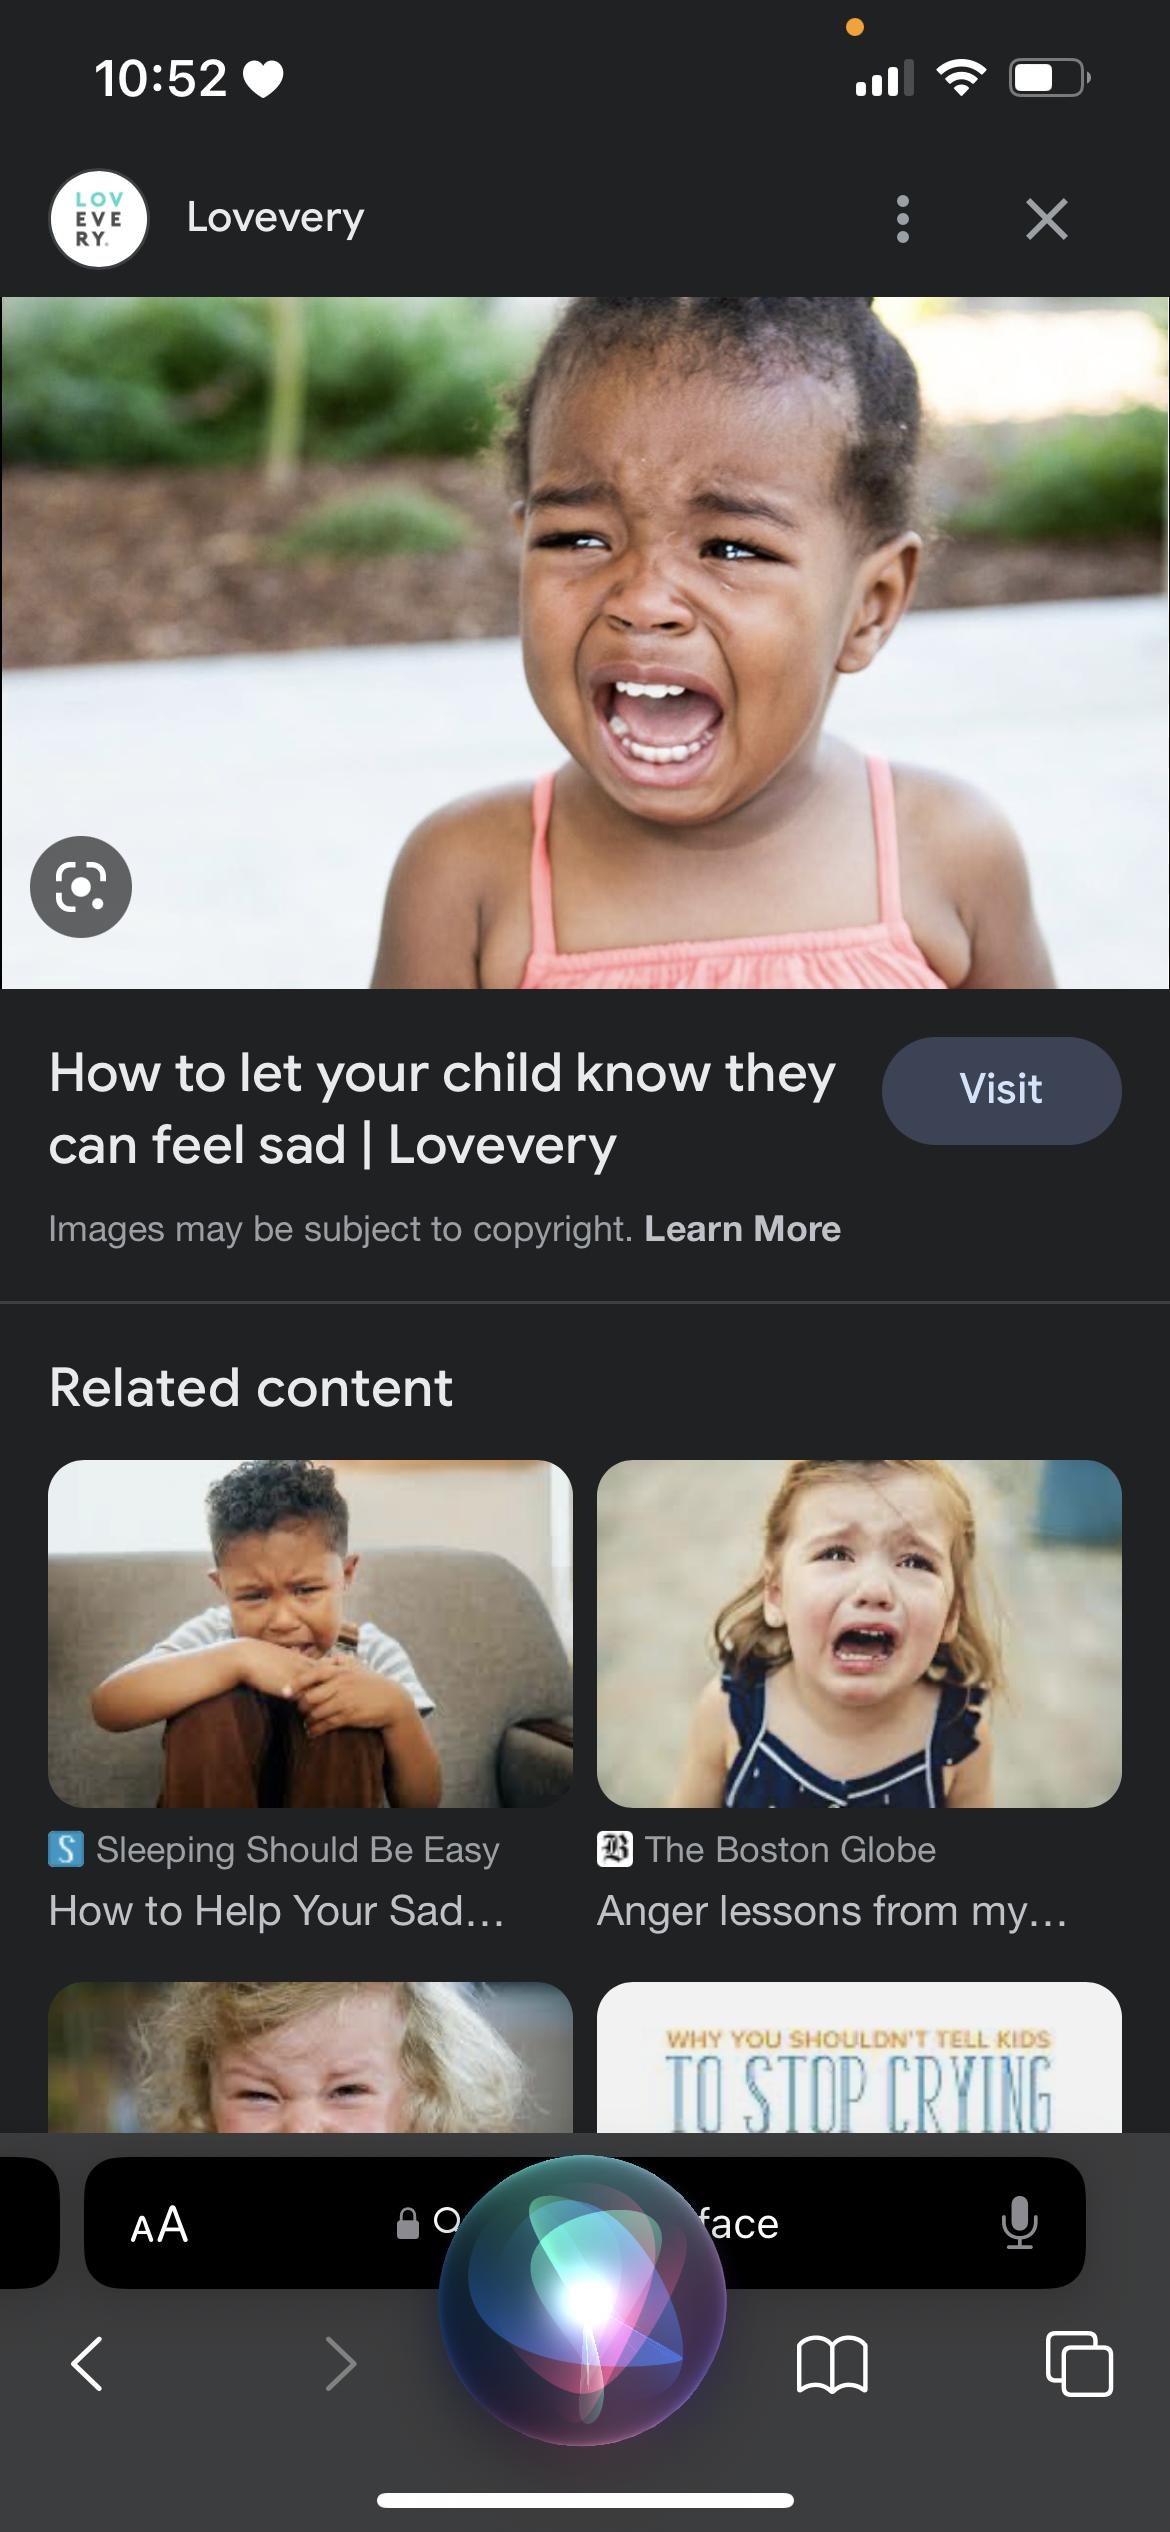 10:52
LOV
EVE
RY.
Lovevery
How to let your child know they
can feel sad | Lovevery
Visit
Images may be subject to copyright. Learn More
Related content
S Sleeping Should Be Easy
How to Help Your Sad...
B The Boston Globe
Anger lessons from my...
WHY YOU SHOULDN'T TELL KIDS
TO STOP CRYING
AA
face